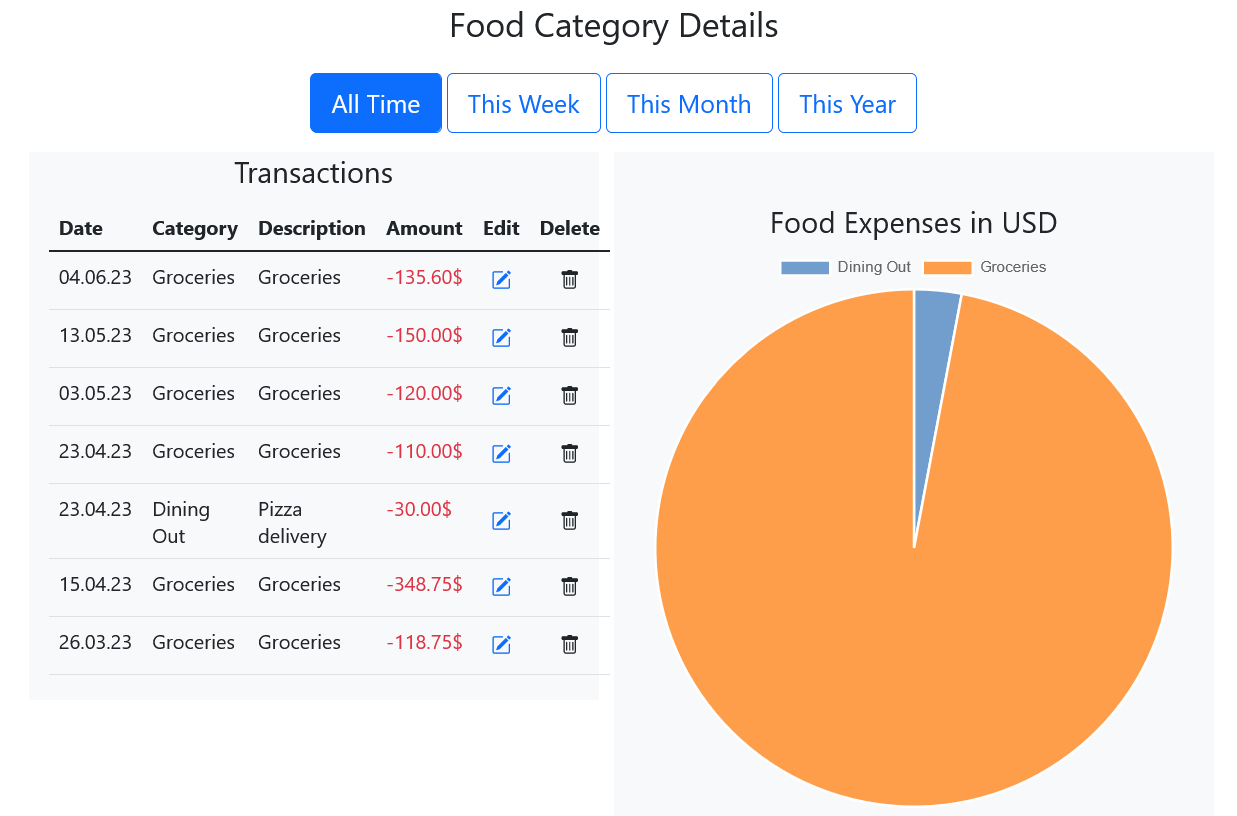 Food Category Details
All Time This Week This Month This Year
Transactions
Date Category Description Amount Edit Delete
04.06.23 Groceries Groceries -135.60$
13.05.23 Groceries Groceries -150.00$
03.05.23 Groceries Groceries -120.00$
23.04.23 Groceries Groceries -110.00$
23.04.23 Dining Out Pizza delivery -30.00$
15.04.23 Groceries Groceries -348.75$
26.03.23 Groceries Groceries -118.75$
Food Expenses in USD
Dining Out Groceries